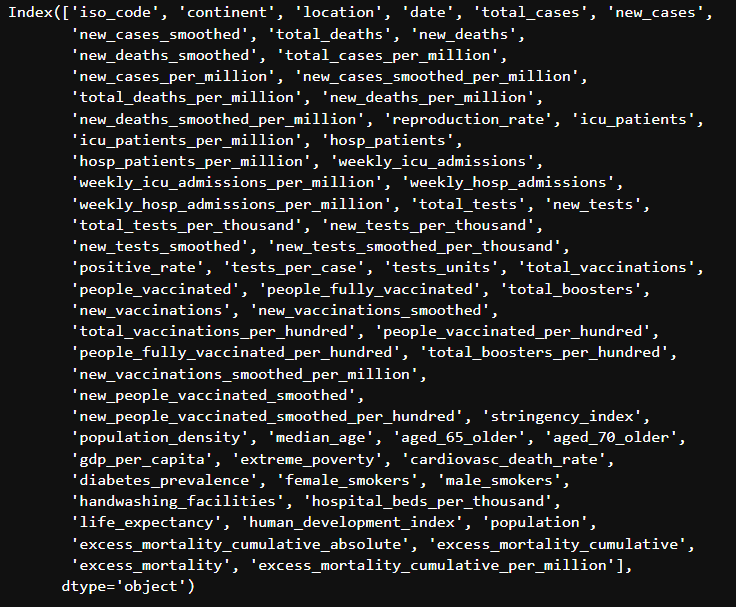 Index(['iso_code', 'continent', 'location', 'date', 'total_cases', 'new_cases',
'new_cases_smoothed', 'total_deaths', 'new_deaths',
'new_deaths_smoothed', 'total_cases_per_million',
'new_cases_per_million', 'new_cases_smoothed_per_million',
'total_deaths_per_million', 'new_deaths_per_million',
'new_deaths_smoothed_per_million', 'reproduction_rate', 'icu_patients',
'icu_patients_per_million', 'hosp_patients',
'hosp_patients_per_million', 'weekly_icu_admissions',
'weekly_icu_admissions_per_million', 'weekly_hosp_admissions',
'weekly_hosp_admissions_per_million', 'total_tests', 'new_tests',
'total_tests_per_thousand', 'new_tests_per_thousand',
'new_tests_smoothed', 'new_tests_smoothed_per_thousand',
'positive_rate', 'tests_per_case', 'tests_units', 'total_vaccinations',
'people_vaccinated', 'people_fully_vaccinated', 'total_boosters',
'new_vaccinations', 'new_vaccinations_smoothed',
'total_vaccinations_per_hundred', 'people_vaccinated_per_hundred',
'people_fully_vaccinated_per_hundred', 'total_boosters_per_hundred',
'new_vaccinations_smoothed_per_million',
'new_people_vaccinated_smoothed',
'new_people_vaccinated_smoothed_per_hundred', 'stringency_index',
'population_density', 'median_age', 'aged_65_older', 'aged_70_older',
'gdp_per_capita', 'extreme_poverty', 'cardiovasc_death_rate',
'diabetes_prevalence', 'female_smokers', 'male_smokers',
'handwashing_facilities', 'hospital_beds_per_thousand',
'life_expectancy', 'human_development_index', 'population',
'excess_mortality_cumulative_absolute', 'excess_mortality_cumulative',
'excess_mortality', 'excess_mortality_cumulative_per_million'],
dtype='object')